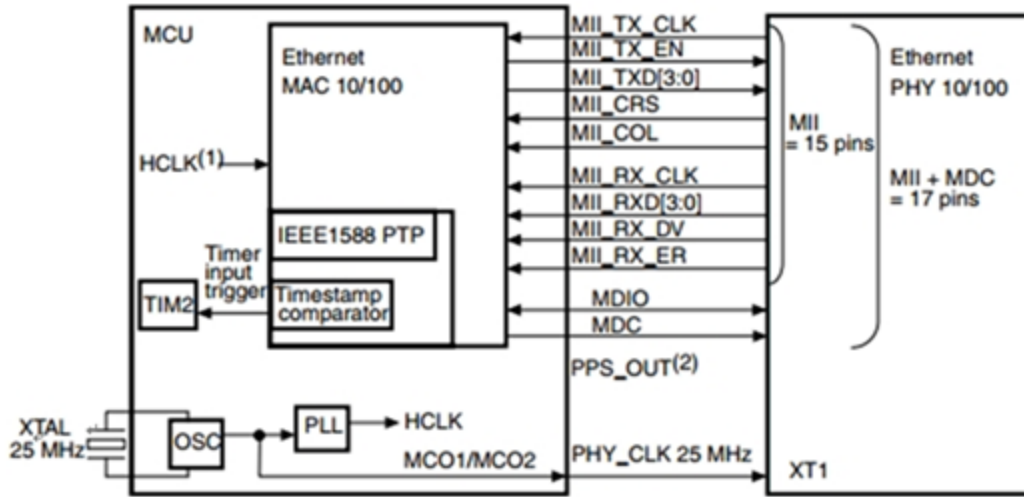 MCU
Ethernet
MAC 10/100
HCLK(1)
IEEE1588 PTP
Timer
input
trigger
TIM2
Timestamp
comparator
XTAL
25 MHz
OSC
PLL
HCLK
MCO1/MCO2
MII_TX_CLK
MII_TX_EN
MII_TXD[3:0]
MII_CRS
MII_COL
MII_RX_CLK
MII_RXD[3:0]
MII_RX_DV
MII_RX_ER
MDIO
MDC
PPS_OUT(2)
PHY_CLK 25 MHz
MII
= 15 pins
Ethernet
PHY 10/100
MII + MDC
= 17 pins
XT1